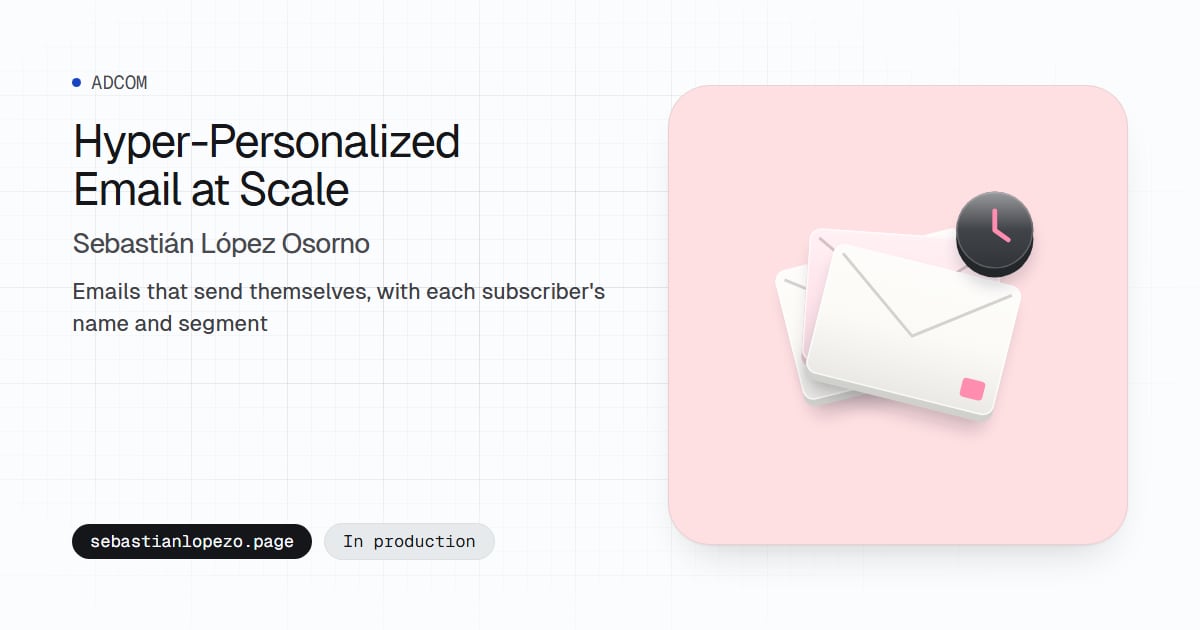 ADCOM
Hyper-Personalized
Email at Scale
Sebastián López Osorno
Emails that send themselves, with each subscriber's
name and segment
sebastianlopezo.page
In production